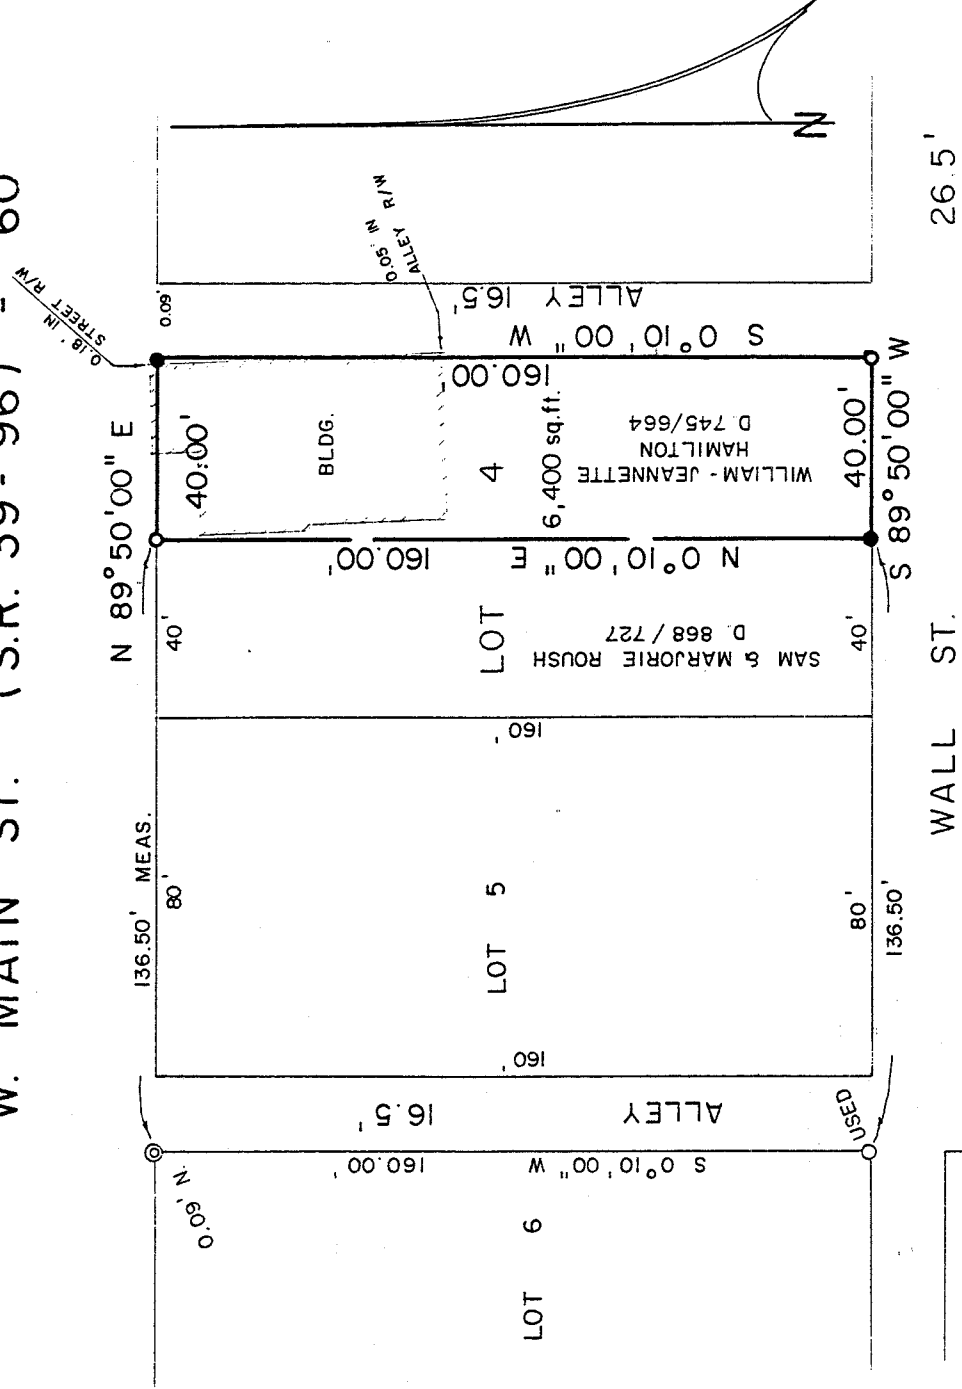 W. MAIN ST. (S.R. 39-96) - 60
0.18' IN
STREET R/W
0.09'
0.05' IN
ALLEY R/W
N
26.5'
N 89°50'00" E
ALLEY 16.5'
S 0°10'00" W
160.00'
40.00'
BLDG.
4
6,400 sq.ft.
WILLIAM - JEANNETTE
HAMILTON
D. 745/664
40.00'
S 89°50'00" W
N 0°10'00" E
160.00'
40'
LOT
SAM & MARJORIE ROUSH
D. 868/727
40'
160'
WALL ST.
136.50' MEAS.
80'
LOT 5
80'
136.50'
160'
ALLEY
16.5'
USED
S 0°10'00" W
160.00'
0.09' N
LOT 6